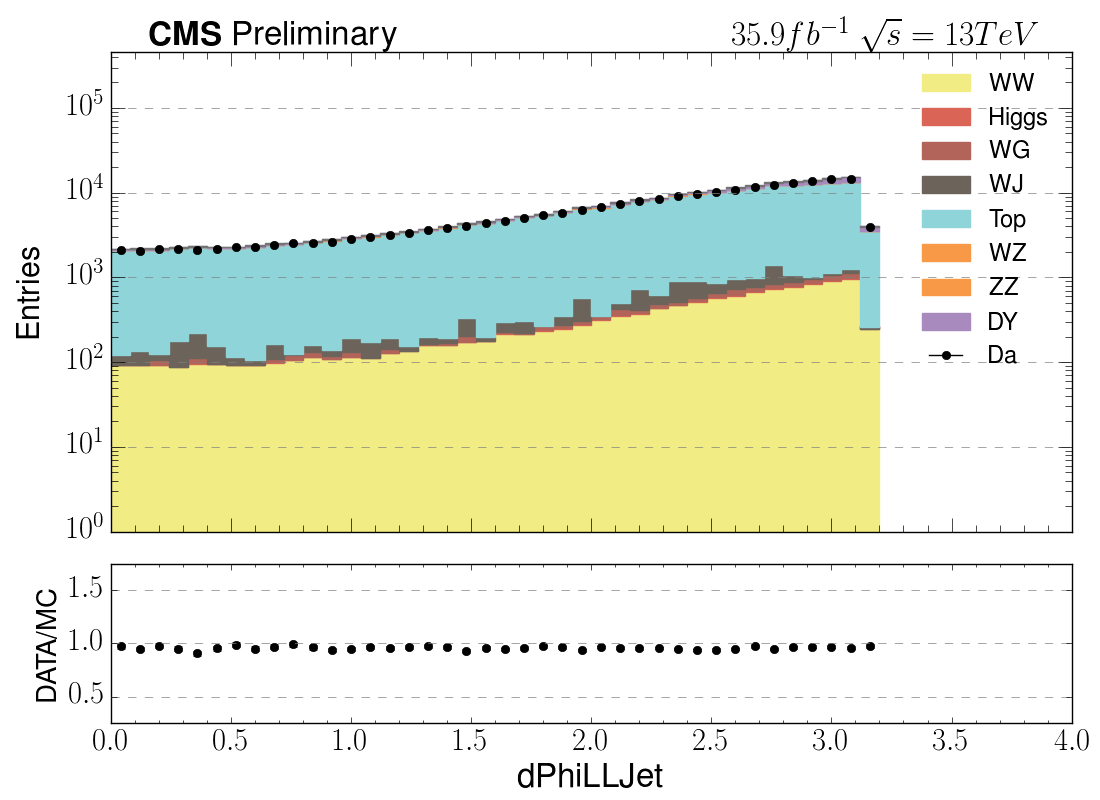 CMS Preliminary 35.9fb⁻¹ √s = 13TeV
Entries
10⁵
10⁴
10³
10²
10¹
10⁰
WW
Higgs
WG
WJ
Top
WZ
ZZ
DY
Da
DATA/MC
1.5
1.0
0.5
0.0 0.5 1.0 1.5 2.0 2.5 3.0 3.5 4.0
dPhiLLJet